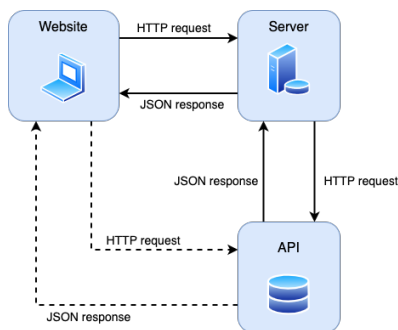 Website
HTTP request
Server
JSON response
JSON response
HTTP request
HTTP request
API
JSON response